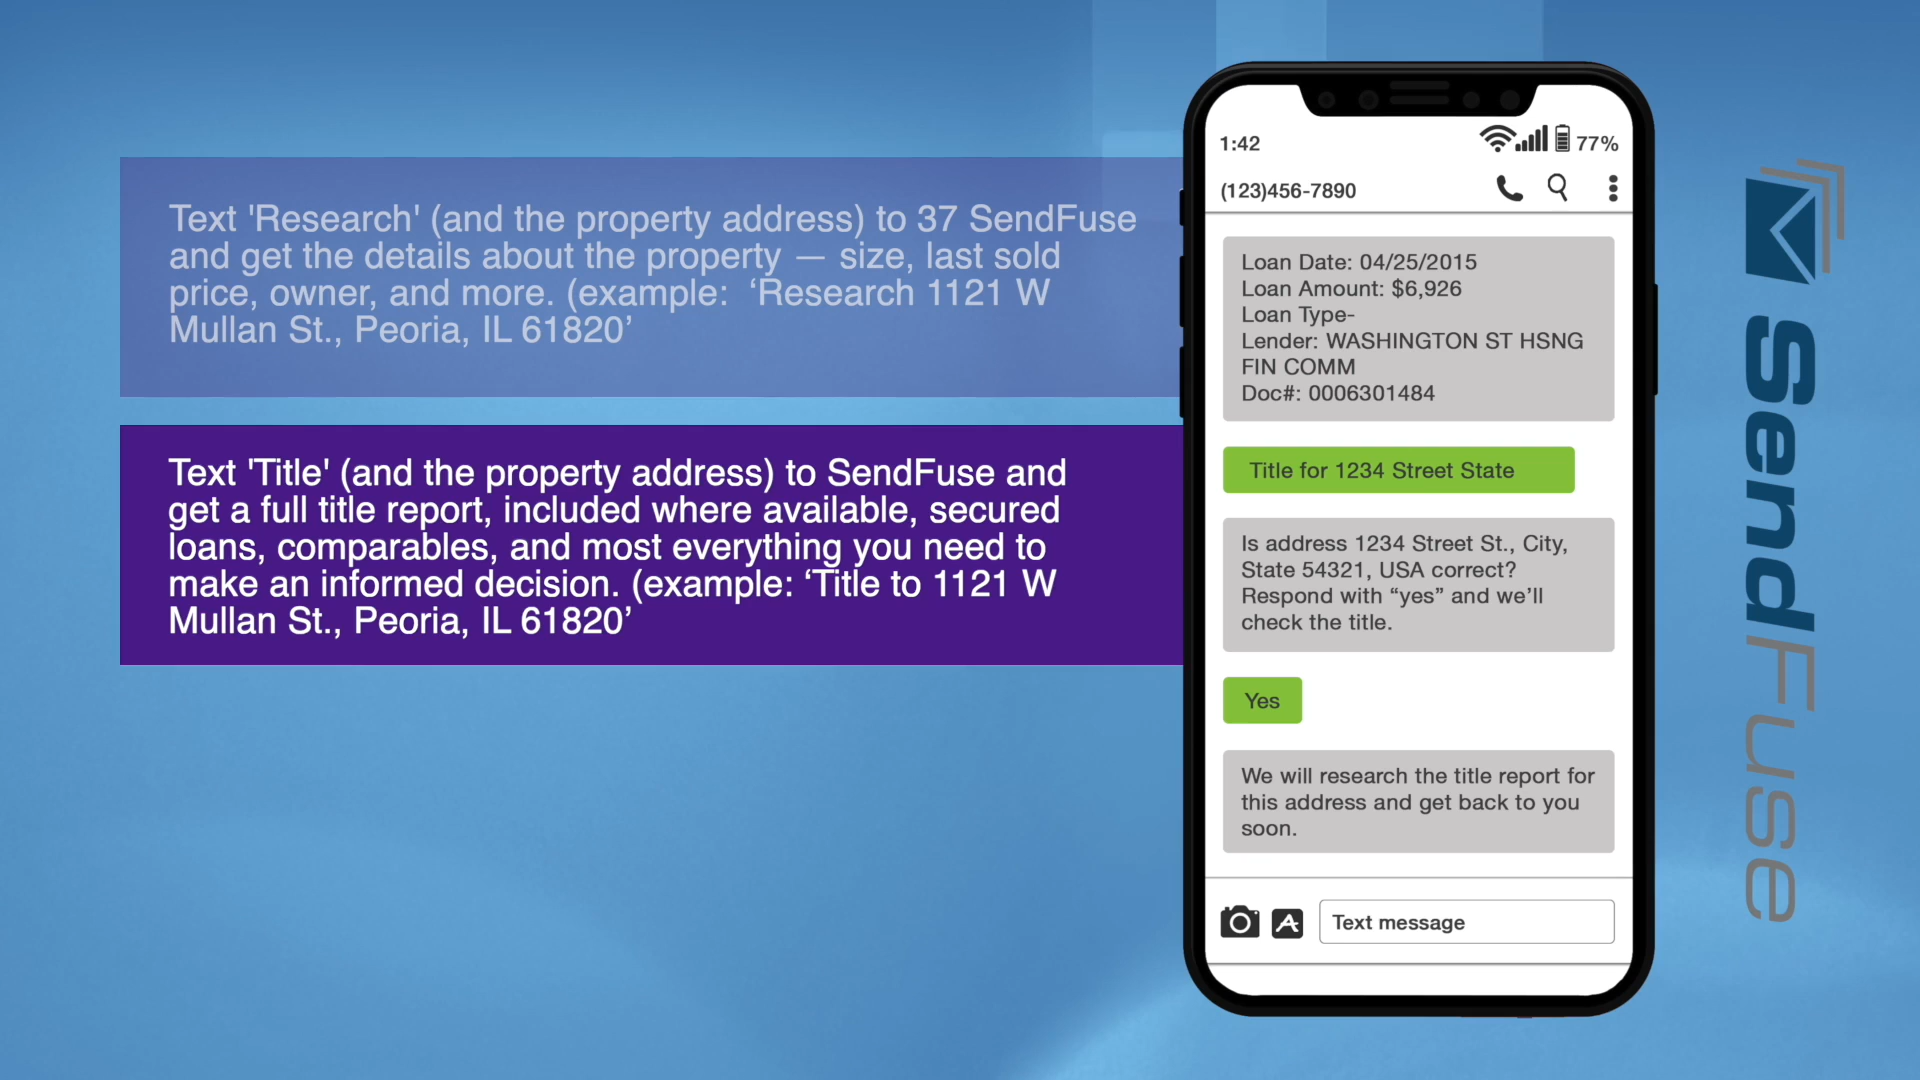 Text 'Research' (and the property address) to 37 SendFuse
and get the details about the property — size, last sold
price, owner, and more. (example:  ‘Research 1121 W
Mullan St., Peoria, IL 61820’
Text 'Title' (and the property address) to SendFuse and
get a full title report, included where available, secured
loans, comparables, and most everything you need to
make an informed decision. (example: ‘Title to 1121 W
Mullan St., Peoria, IL 61820’
1:42
77%
(123)456-7890
Loan Date: 04/25/2015
Loan Amount: $6,926
Loan Type-
Lender: WASHINGTON ST HSNG
FIN COMM
Doc#: 0006301484
Title for 1234 Street State
Is address 1234 Street St., City,
State 54321, USA correct?
Respond with “yes” and we’ll
check the title.
Yes
We will research the title report for
this address and get back to you
soon.
A
Text message
SendFuse